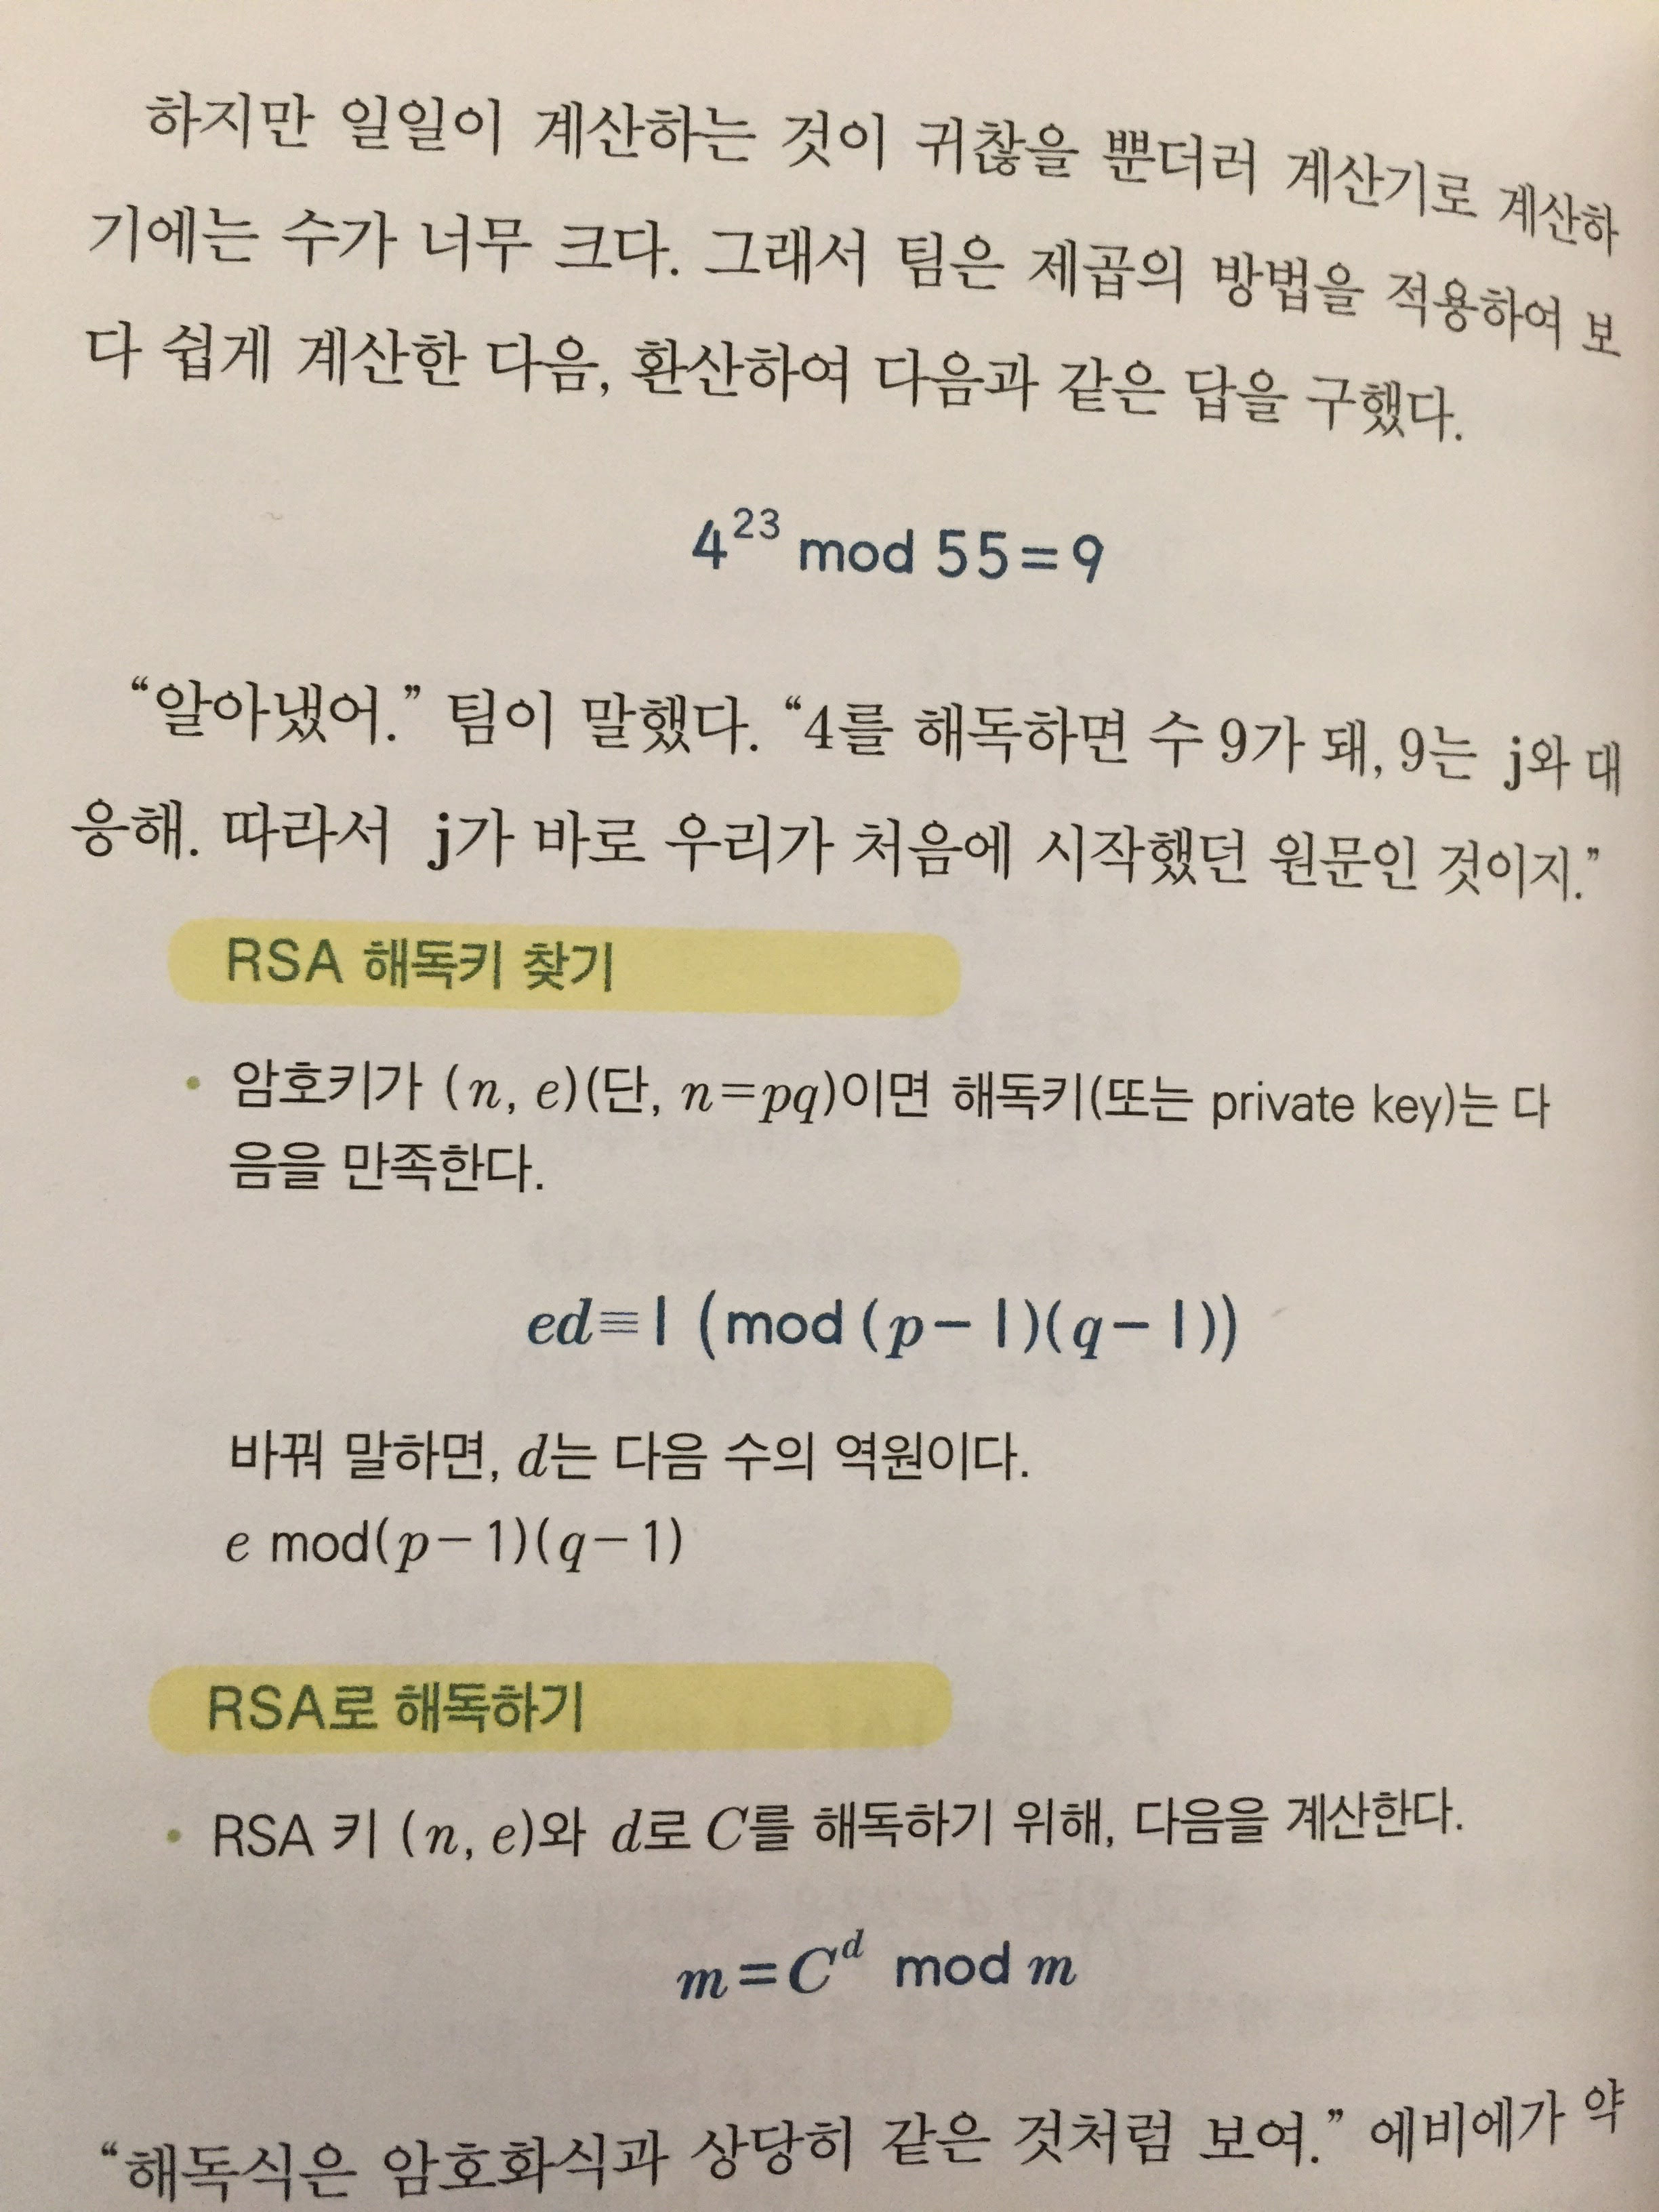 하지만 일일이 계산하는 것이 귀찮을 뿐더러 계산기로 계산하
기에는 수가 너무 크다. 그래서 팀은 제곱의 방법을 적용하여 보
다 쉽게 계산한 다음, 환산하여 다음과 같은 답을 구했다.
4²³ mod 55=9
“알아냈어.” 팀이 말했다. “4를 해독하면 수 9가 돼, 9는 j와 대
응해. 따라서 j가 바로 우리가 처음에 시작했던 원문인 것이지.”
RSA 해독키 찾기
• 암호키가 (n, e)(단, n=pq)이면 해독키(또는 private key)는 다
음을 만족한다.
ed≡1 (mod (p−1)(q−1))
바꿔 말하면, d는 다음 수의 역원이다.
e mod(p−1)(q−1)
RSA로 해독하기
• RSA 키 (n, e)와 d로 C를 해독하기 위해, 다음을 계산한다.
m=Cᵈ mod m
“해독식은 암호화식과 상당히 같은 것처럼 보여.” 에비에가 약